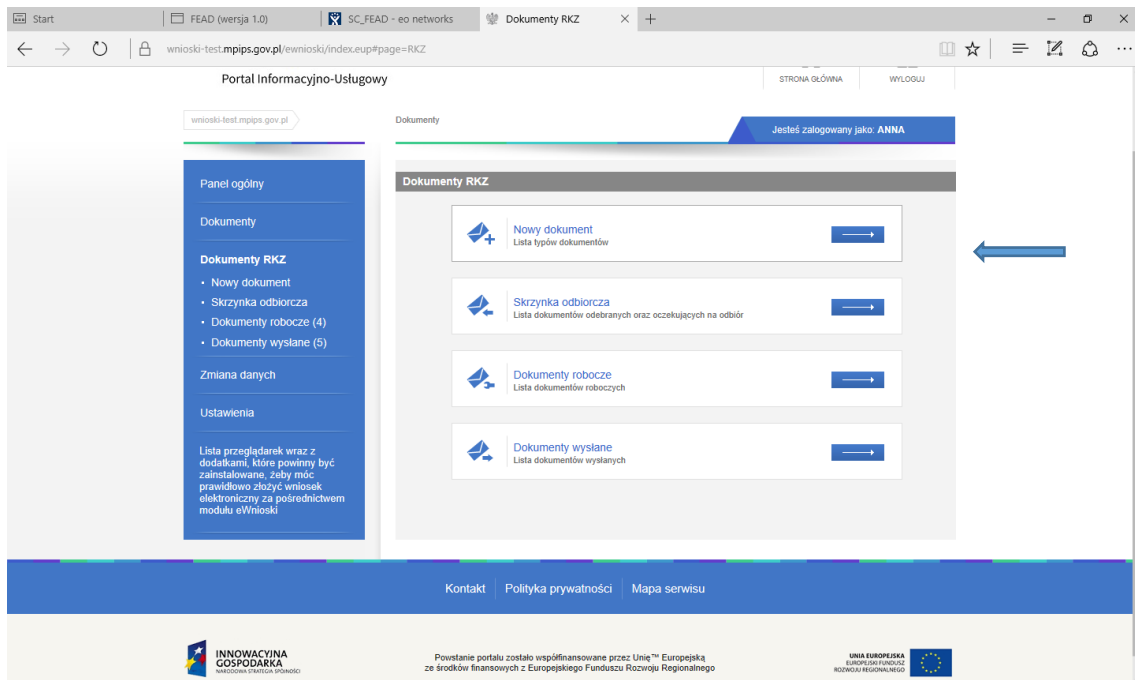 Start
FEAD (wersja 1.0)
SC_FEAD - eo networks
Dokumenty RKZ
wnioski-test.mpips.gov.pl/ewnioski/index.eup#page=RKZ
Portal Informacyjno-Usługowy
STRONA GŁÓWNA
WYLOGUJ
wnioski-test.mpips.gov.pl
Dokumenty
Jesteś zalogowany jako: ANNA
Panel ogólny
Dokumenty
Dokumenty RKZ
• Nowy dokument
• Skrzynka odbiorcza
• Dokumenty robocze (4)
• Dokumenty wysłane (5)
Zmiana danych
Ustawienia
Lista przeglądarek wraz z
dodatkami, które powinny być
zainstalowane, żeby móc
prawidłowo złożyć wniosek
elektroniczny za pośrednictwem
modułu eWnioski
Dokumenty RKZ
Nowy dokument
Lista typów dokumentów
Skrzynka odbiorcza
Lista dokumentów odebranych oraz oczekujących na odbiór
Dokumenty robocze
Lista dokumentów roboczych
Dokumenty wysłane
Lista dokumentów wysłanych
Kontakt
Polityka prywatności
Mapa serwisu
INNOWACYJNA
GOSPODARKA
NARODOWA STRATEGIA SPÓJNOŚCI
Powstanie portalu zostało współfinansowane przez Unię™ Europejską
ze środków finansowych z Europejskiego Funduszu Rozwoju Regionalnego
UNIA EUROPEJSKA
EUROPEJSKI FUNDUSZ
ROZWOJU REGIONALNEGO